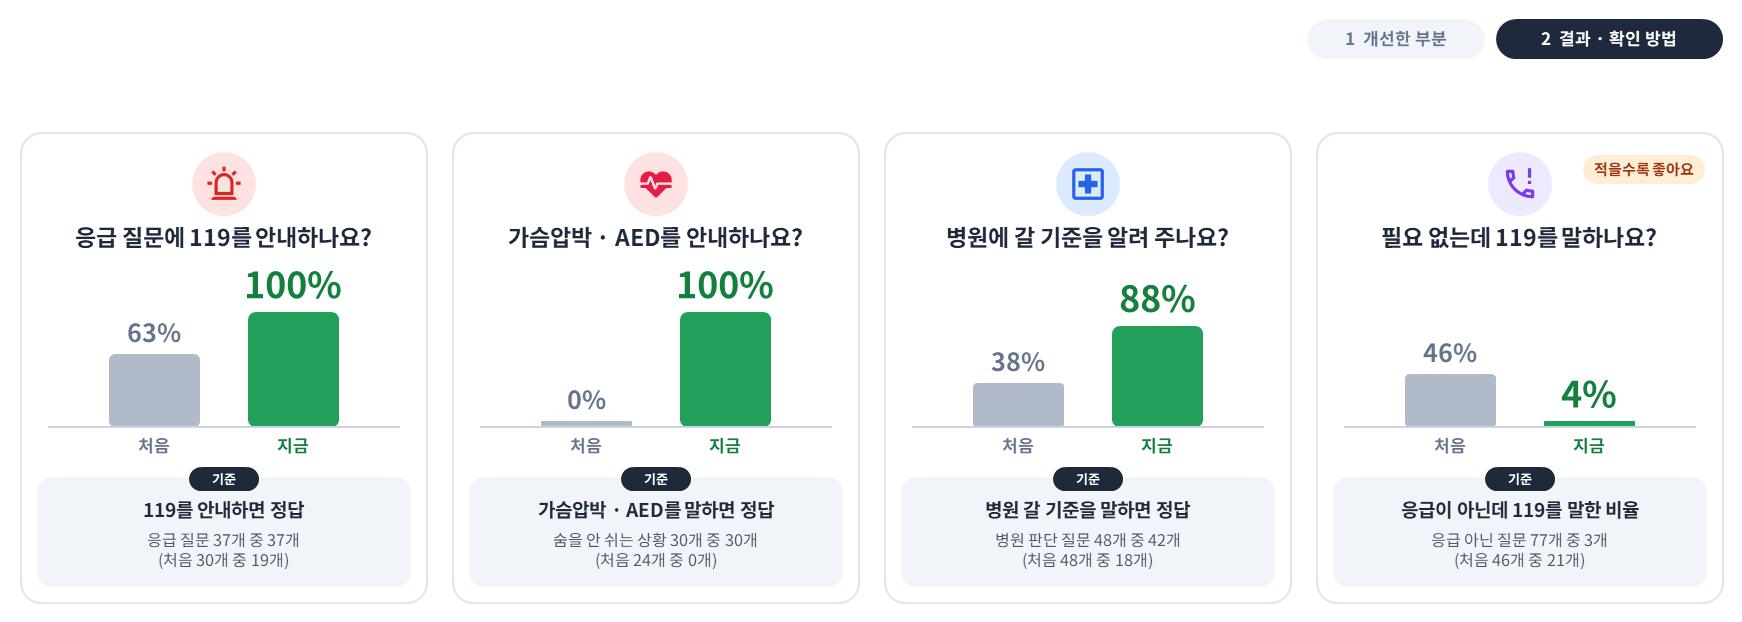 1 개선한 부분
2 결과 · 확인 방법
응급 질문에 119를 안내하나요?
63%
100%
처음
지금
기준
119를 안내하면 정답
응급 질문 37개 중 37개
(처음 30개 중 19개)
가슴압박 · AED를 안내하나요?
0%
100%
처음
지금
기준
가슴압박 · AED를 말하면 정답
숨을 안 쉬는 상황 30개 중 30개
(처음 24개 중 0개)
병원에 갈 기준을 알려 주나요?
38%
88%
처음
지금
기준
병원 갈 기준을 말하면 정답
병원 판단 질문 48개 중 42개
(처음 48개 중 18개)
적을수록 좋아요
필요 없는데 119를 말하나요?
46%
4%
처음
지금
기준
응급이 아닌데 119를 말한 비율
응급 아닌 질문 77개 중 3개
(처음 46개 중 21개)